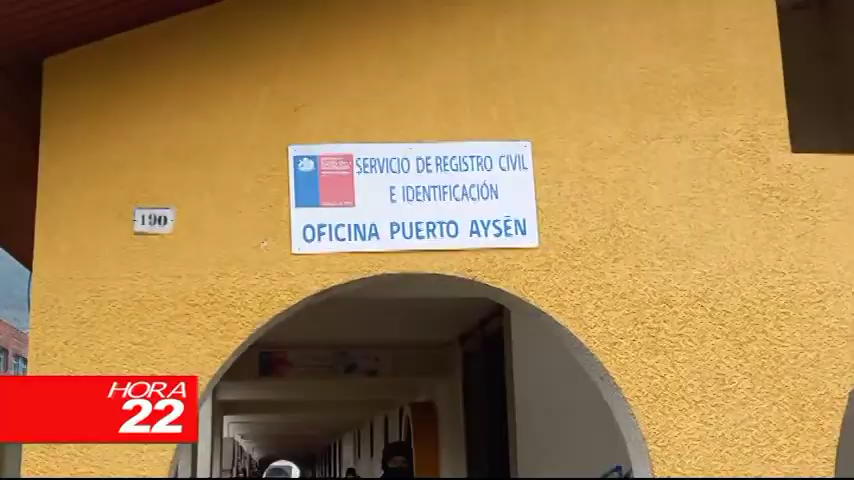 SERVICIO DE REGISTRO CIVIL
E IDENTIFICACIÓN
OFICINA PUERTO AYSÉN
190
HORA
22